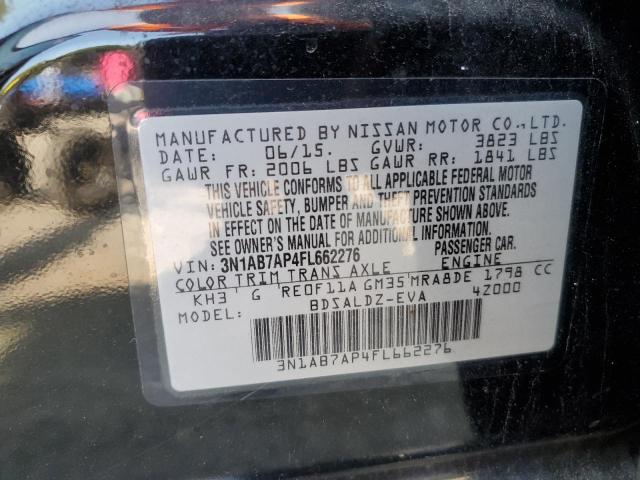 MANUFACTURED BY NISSAN MOTOR CO., LTD.
DATE: 06/15. GVWR: 3823 LBS
GAWR FR: 2006 LBS GAWR RR: 1841 LBS
THIS VEHICLE CONFORMS TO ALL APPLICABLE FEDERAL MOTOR
VEHICLE SAFETY, BUMPER AND THEFT PREVENTION STANDARDS
IN EFFECT ON THE DATE OF MANUFACTURE SHOWN ABOVE.
SEE OWNER'S MANUAL FOR ADDITIONAL INFORMATION.
VIN: 3N1AB7AP4FL662276 PASSENGER CAR.
COLOR TRIM TRANS AXLE ENGINE
KH3 G RE0F11A GM35 MRA8DE 1798 CC
MODEL: BDSALDZ-EVA 4Z000
3N1AB7AP4FL662276